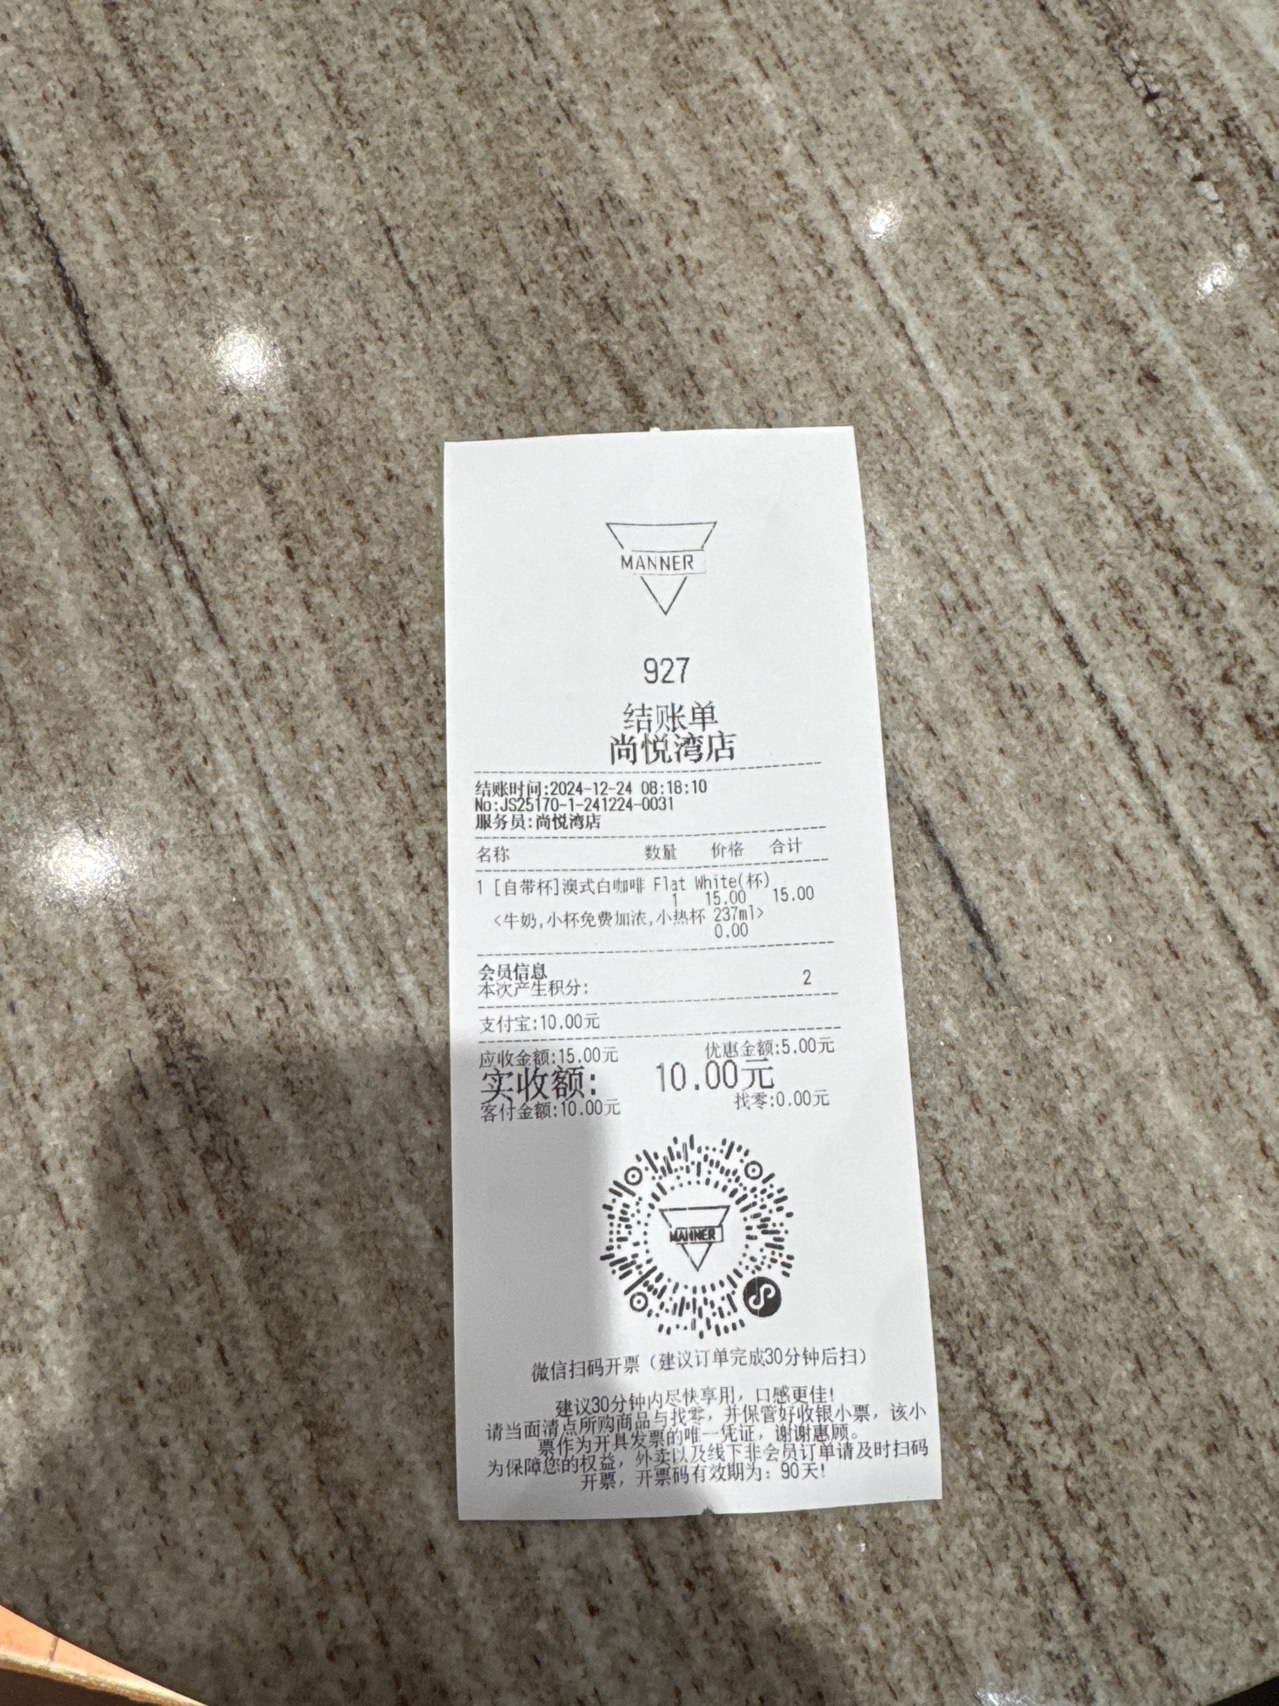 MANNER
927
结账单
尚悦湾店
结账时间:2024-12-24 08:18:10
No:JS25170-1-241224-0031
服务员:尚悦湾店
名称 数量 价格 合计
1 [自带杯]澳式白咖啡 Flat White(杯)
1 15.00 15.00
<牛奶,小杯免费加浓,小热杯 237ml>
0.00
会员信息
本次产生积分: 2
支付宝:10.00元
应收金额:15.00元 优惠金额:5.00元
实收额: 10.00元
客付金额:10.00元 找零:0.00元
MANNER
微信扫码开票（建议订单完成30分钟后扫）
建议30分钟内尽快享用，口感更佳！
请当面清点所购商品与找零，并保管好收银小票，该小
票作为开具发票的唯一凭证，谢谢惠顾。
为保障您的权益，外卖以及线下非会员订单请及时扫码
开票，开票码有效期为：90天！